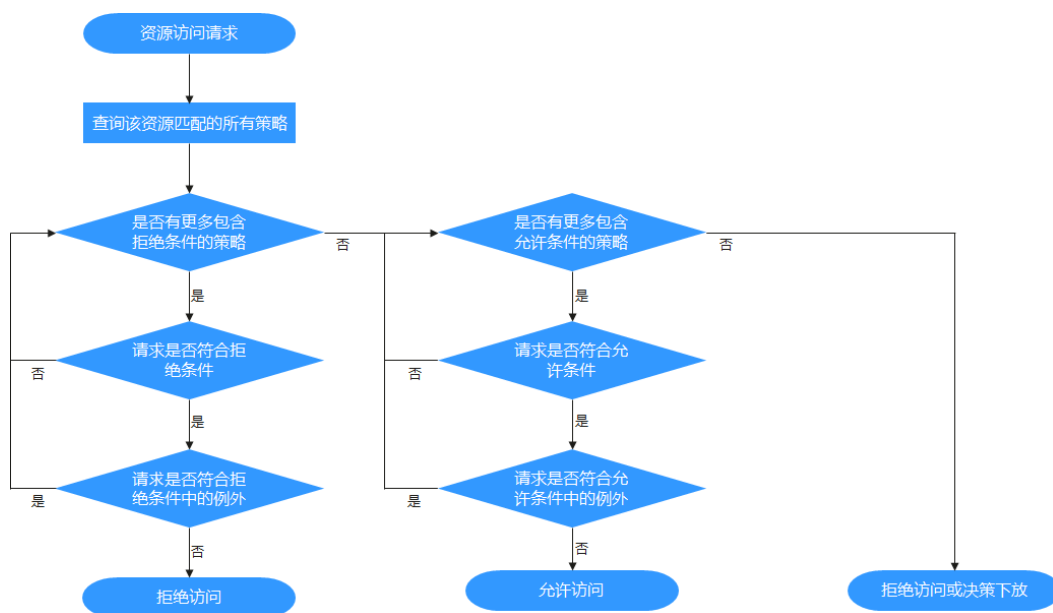 资源访问请求
查询该资源匹配的所有策略
是否有更多包含
拒绝条件的策略
否
是否有更多包含
允许条件的策略
否
是
是
请求是否符合拒
绝条件
否
请求是否符合允
许条件
否
是
是
请求是否符合拒
绝条件中的例外
是
请求是否符合允
许条件中的例外
是
否
否
拒绝访问
允许访问
拒绝访问或决策下放